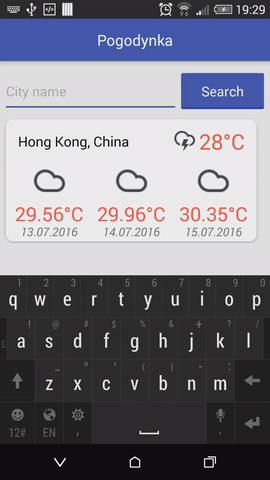 19:29
Pogodynka
City name
Search
Hong Kong, China
28°C
29.56°C 29.96°C 30.35°C
13.07.2016 14.07.2016 15.07.2016
1 2 3 4 5 6 7 8 9 0
q w e r t y u i o p
! @ # $ % & * ( )
a s d f g h j k l
_ " ' : ; /
z x c v b n m
12# EN , .